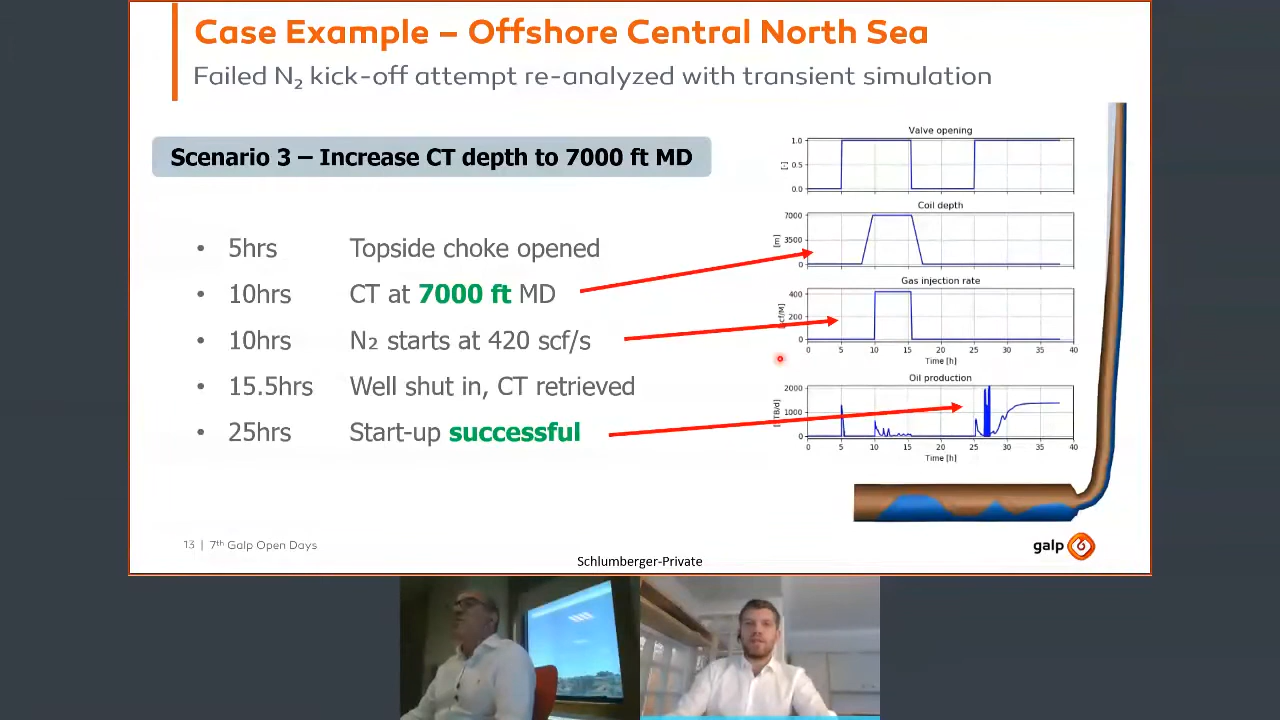 Case Example – Offshore Central North Sea
Failed N₂ kick-off attempt re-analyzed with transient simulation
Scenario 3 – Increase CT depth to 7000 ft MD
• 5hrs Topside choke opened
• 10hrs CT at 7000 ft MD
• 10hrs N₂ starts at 420 scf/s
• 15.5hrs Well shut in, CT retrieved
• 25hrs Start-up successful
Valve opening
1.0
0.5
0.0
[-]
Coil depth
7000
3500
0
[m]
Gas injection rate
400
200
0
0 5 10 15 20 25 30 35 40
Time [h]
Oil production
2000
1000
0
0 5 10 15 20 25 30 35 40
Time [h]
13 | 7th Galp Open Days
galp
Schlumberger-Private